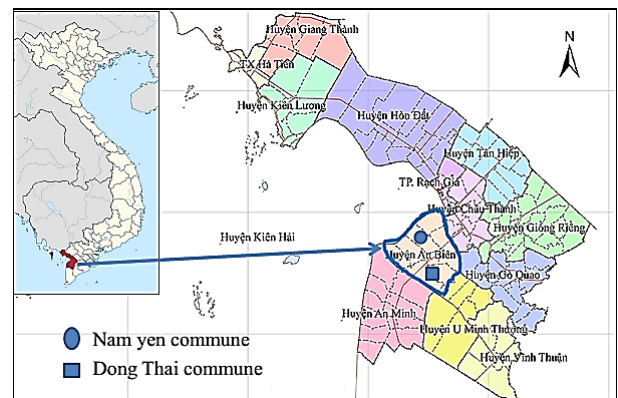 Huyện Giang Thành
N
TX.Hà Tiên
Huyện Kiên Lương
Huyện Hòn Đất
Huyện Tân Hiệp
TP. Rạch Giá
Huyện Châu Thành
Huyện Giồng Riềng
Huyện Kiên Hải
Huyện An Biên
Huyện Gò Quao
Huyện An Minh
Huyện U Minh Thượng
Huyện Vĩnh Thuận
Nam yen commune
Dong Thai commune